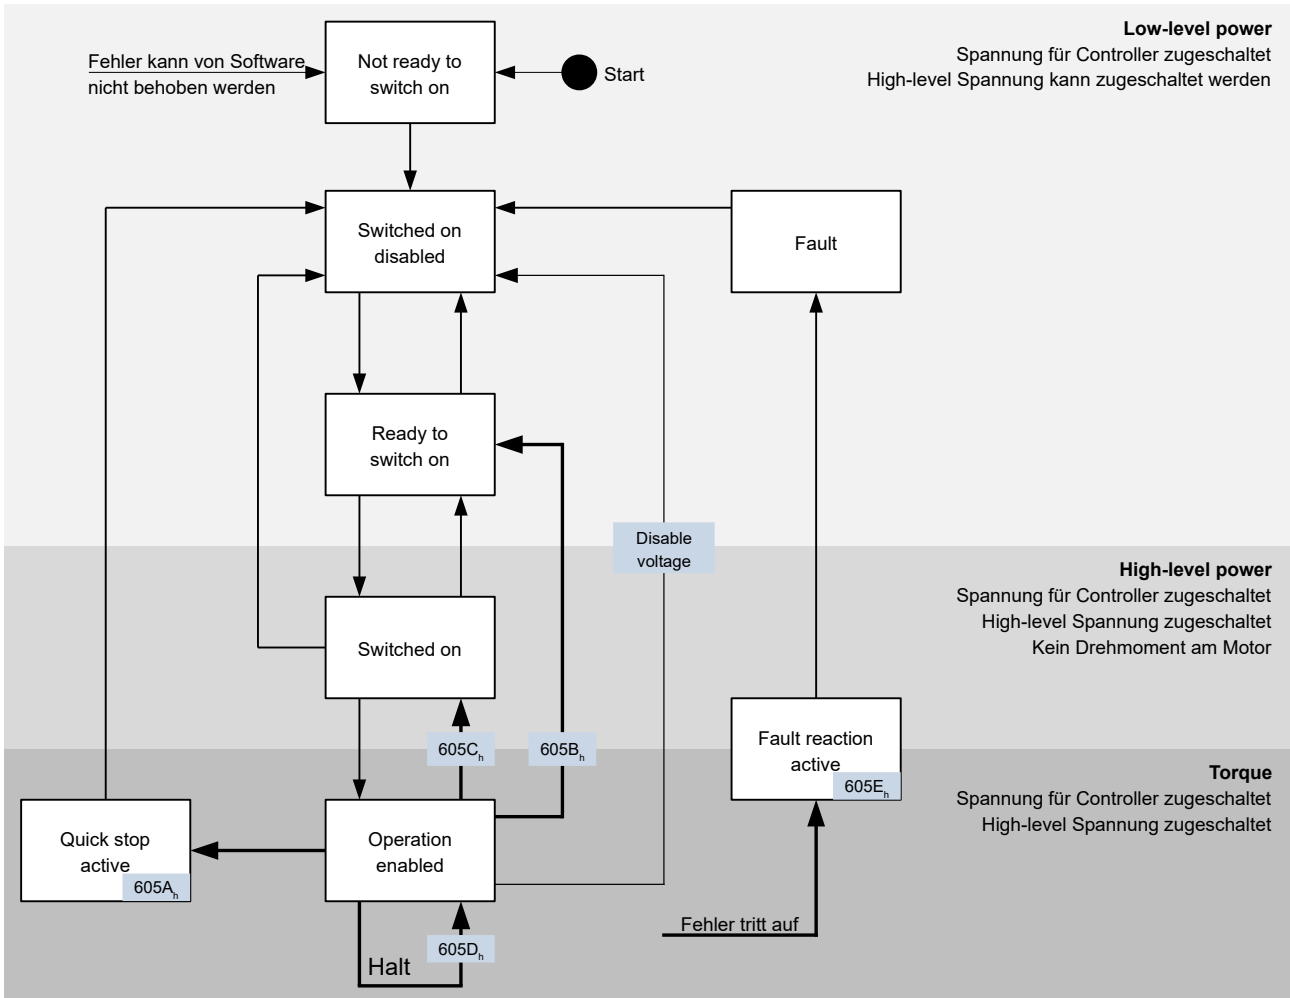 Low-level power
Spannung für Controller zugeschaltet
High-level Spannung kann zugeschaltet werden
Fehler kann von Software
nicht behoben werden
Not ready to
switch on
Start
Switched on
disabled
Fault
Ready to
switch on
Disable
voltage
High-level power
Spannung für Controller zugeschaltet
High-level Spannung zugeschaltet
Kein Drehmoment am Motor
Switched on
605Ch
605Bh
Fault reaction
active
605Eh
Torque
Spannung für Controller zugeschaltet
High-level Spannung zugeschaltet
Quick stop
active
605Ah
Operation
enabled
Fehler tritt auf
605Dh
Halt